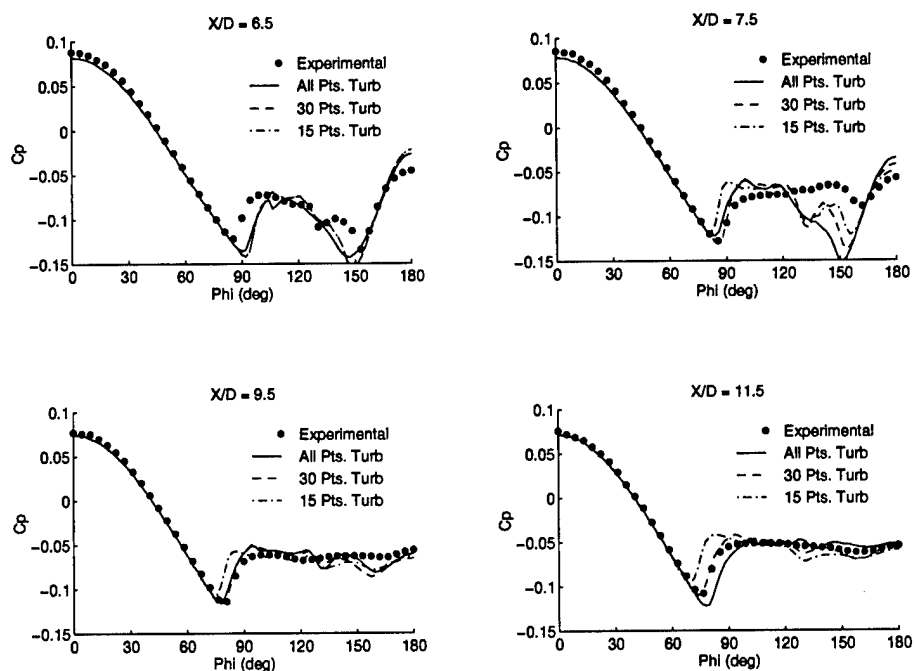 X/D = 6.5
0.1
0.05
0
-0.05
-0.1
-0.15
Cp
Experimental
All Pts. Turb
30 Pts. Turb
15 Pts. Turb
0 30 60 90 120 150 180
Phi (deg)
X/D = 7.5
0.1
0.05
0
-0.05
-0.1
-0.15
Cp
Experimental
All Pts. Turb
30 Pts. Turb
15 Pts. Turb
0 30 60 90 120 150 180
Phi (deg)
X/D = 9.5
0.1
0.05
0
-0.05
-0.1
-0.15
Cp
Experimental
All Pts. Turb
30 Pts. Turb
15 Pts. Turb
0 30 60 90 120 150 180
Phi (deg)
X/D = 11.5
0.1
0.05
0
-0.05
-0.1
-0.15
Cp
Experimental
All Pts. Turb
30 Pts. Turb
15 Pts. Turb
0 30 60 90 120 150 180
Phi (deg)